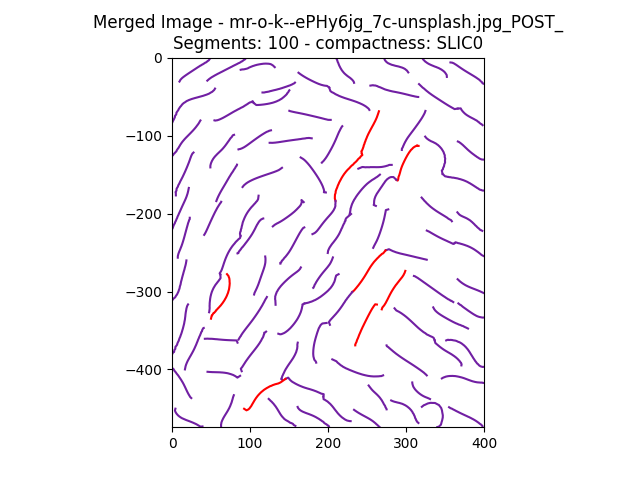 Merged Image - mr-o-k--ePHy6jg_7c-unsplash.jpg_POST_
Segments: 100 - compactness: SLIC0
0
−100
−200
−300
−400
0 100 200 300 400